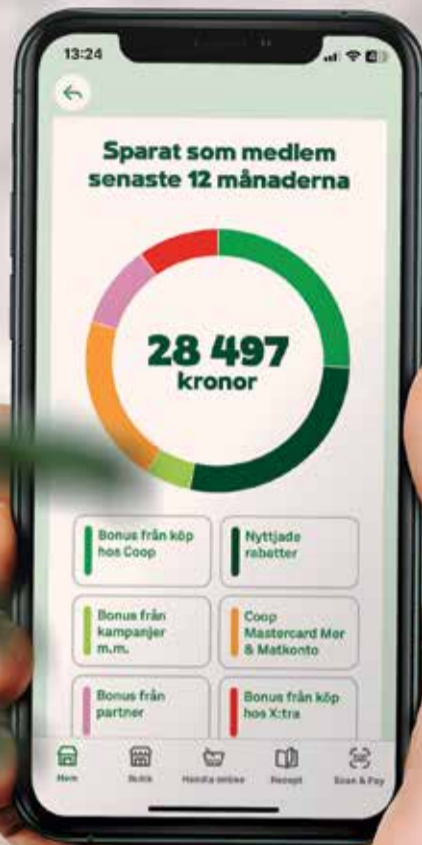 13:24
Sparat som medlem
senaste 12 månaderna
28 497
kronor
Bonus från köp
hos Coop
Nyttjade
rabatter
Bonus från
kampanjer
m.m.
Coop
Mastercard Mer
& Matkonto
Bonus från
partner
Bonus från köp
hos X:tra
Hem
Butik
Handla online
Recept
Scan & Pay